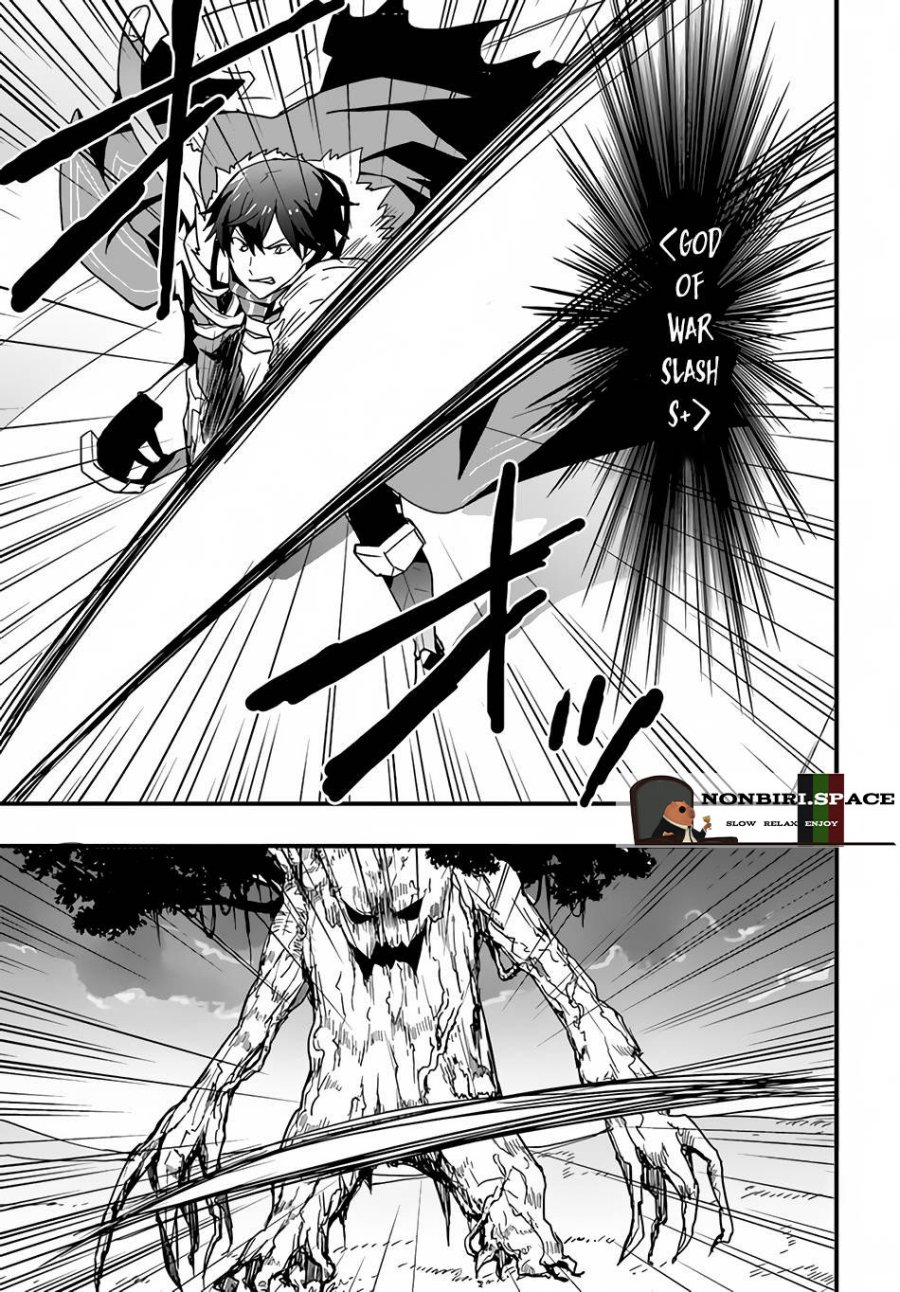 <GOD
OF
WAR
SLASH
S+>
オオッ
NONBIRI.SPACE
SLOW RELAX ENJOY